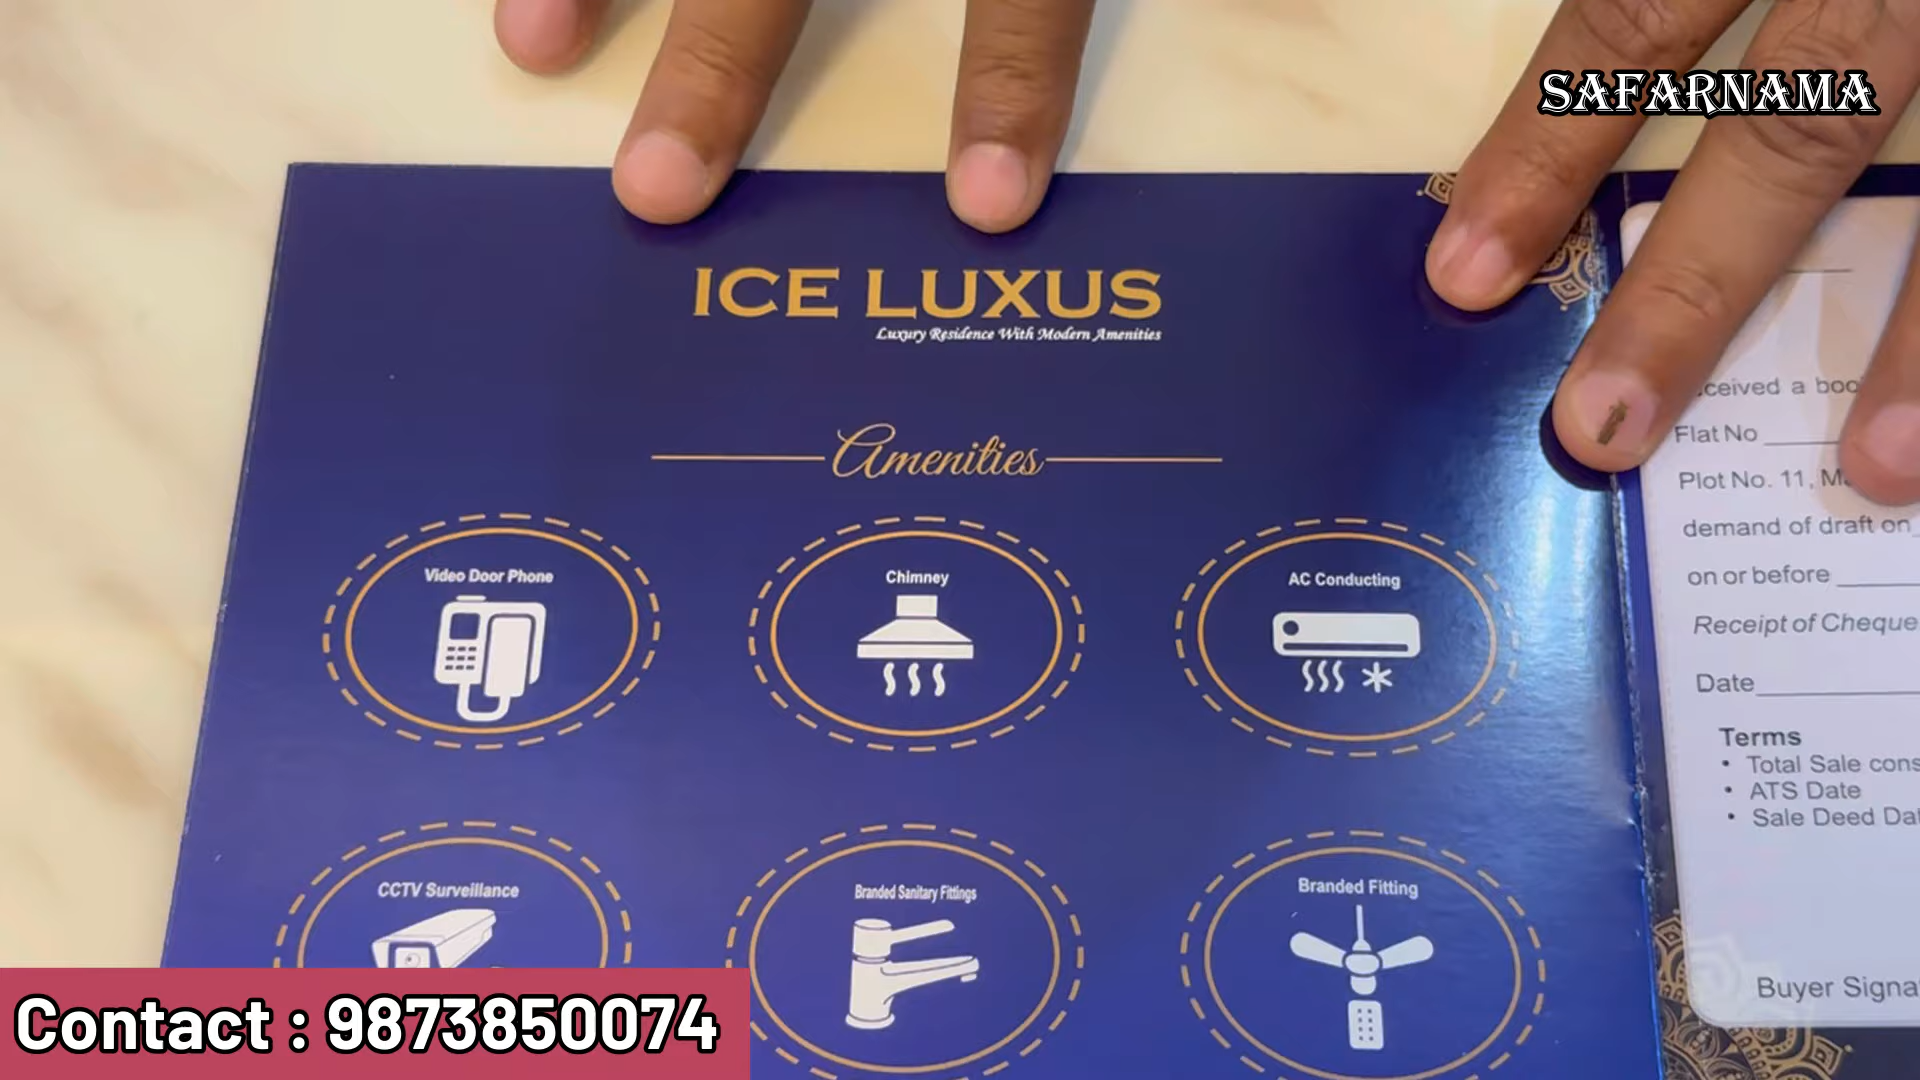 SAFARNAMA
ICE LUXUS
Luxury Residence With Modern Amenities
Amenities
Video Door Phone
Chimney
AC Conducting
CCTV Surveillance
Branded Sanitary Fittings
Branded Fitting
a
Flat No
Plot No. 11,
demand of draft on
on or before
Receipt of Cheque
Date
Terms
• Total Sale
• ATS Date
• Sale Deed
Buyer
Contact : 9873850074